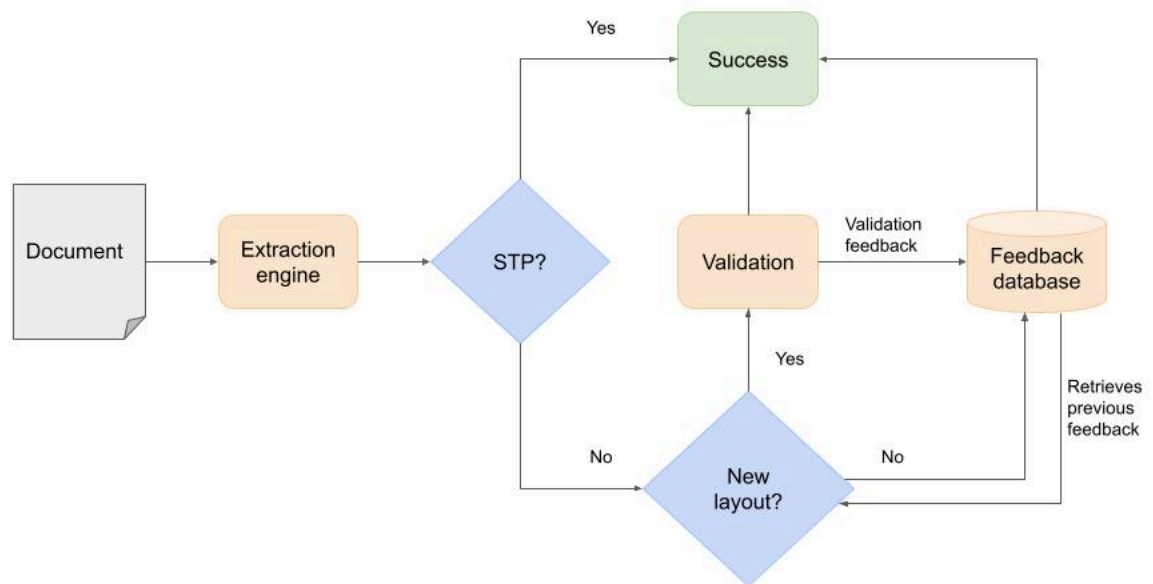 Yes
Success
Document
Extraction
engine
STP?
Validation
Validation
feedback
Feedback
database
Yes
Retrieves
previous
feedback
No
New
layout?
No